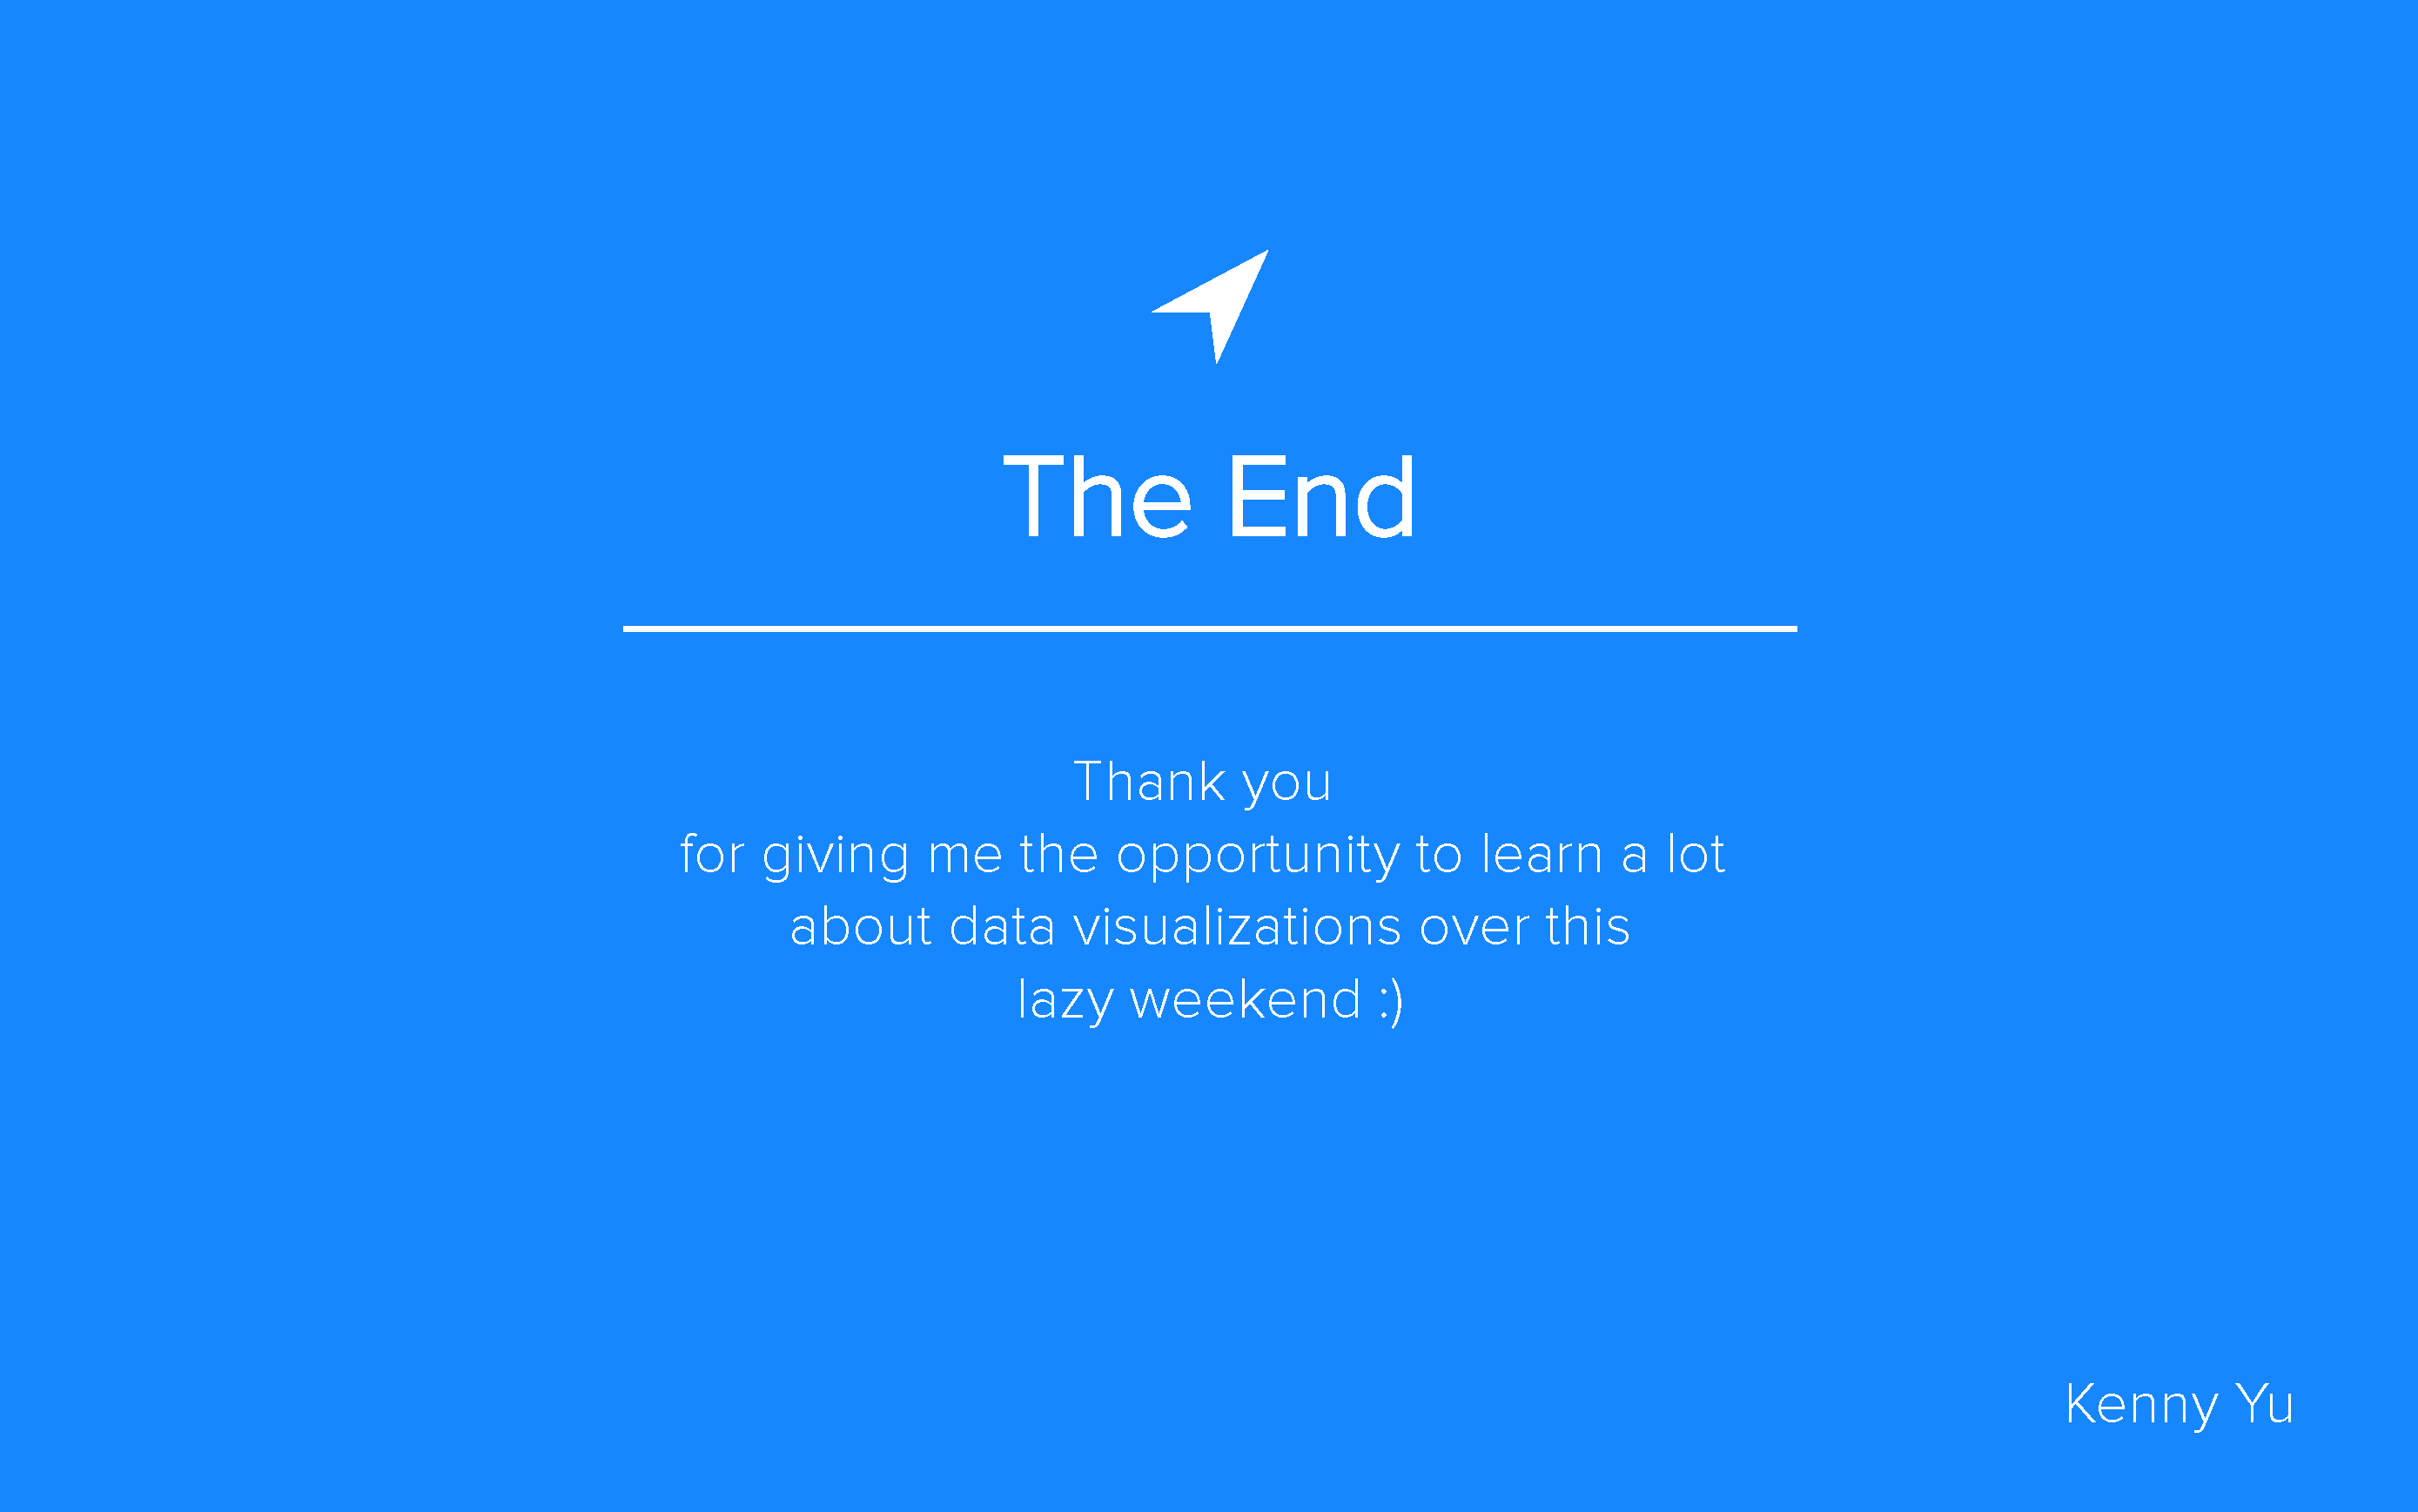 The End
Thank you
for giving me the opportunity to learn a lot
about data visualizations over this
lazy weekend :)
Kenny Yu